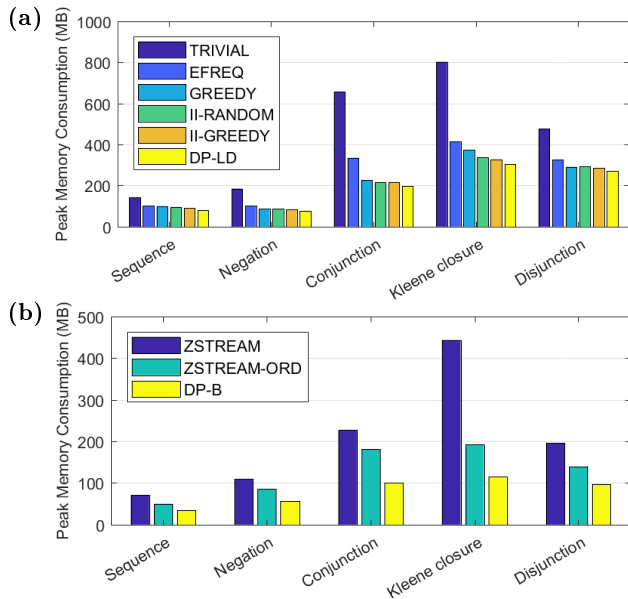 (a)
Peak Memory Consumption (MB)
1000
800
600
400
200
0
TRIVIAL
EFREQ
GREEDY
II-RANDOM
II-GREEDY
DP-LD
Sequence
Negation
Conjunction
Kleene closure
Disjunction
(b)
Peak Memory Consumption (MB)
500
400
300
200
100
0
ZSTREAM
ZSTREAM-ORD
DP-B
Sequence
Negation
Conjunction
Kleene closure
Disjunction